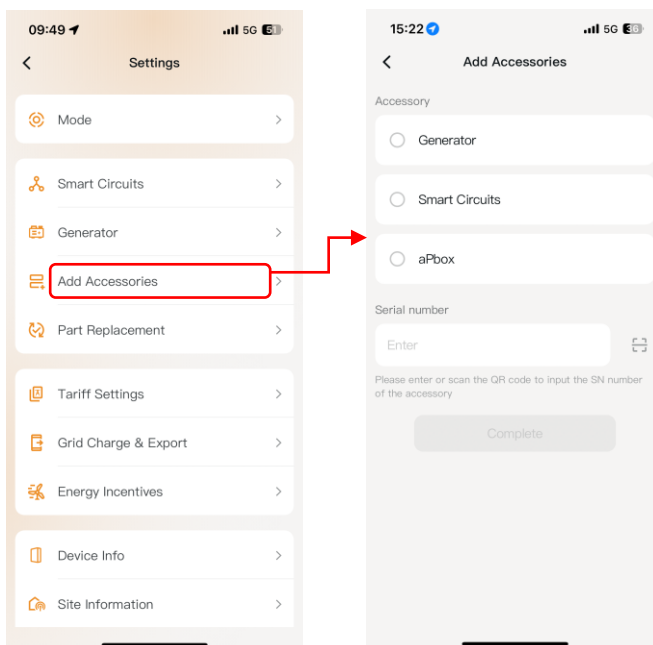 09:49
5G 51
Settings
Mode
Smart Circuits
Generator
Add Accessories
Part Replacement
Tariff Settings
Grid Charge & Export
Energy Incentives
Device Info
Site Information
15:22
5G 36
Add Accessories
Accessory
Generator
Smart Circuits
aPbox
Serial number
Enter
Please enter or scan the QR code to input the SN number
of the accessory
Complete